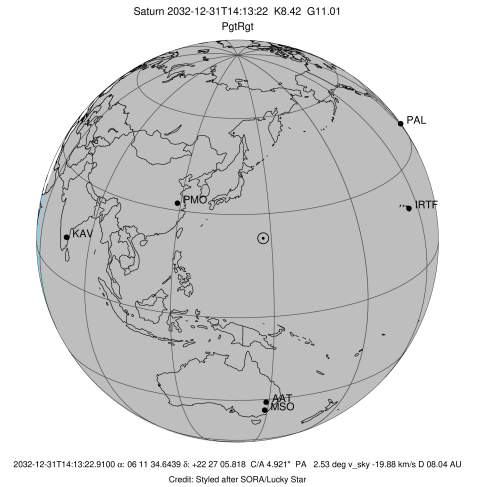 Saturn 2032-12-31T14:13:22 K8.42 G11.01
PgtRgt
PAL
PMO
IRTF
KAV
AAT
MSO
2032-12-31T14:13:22.9100 α: 06 11 34.6439 δ: +22 27 05.818 C/A 4.921" PA 2.53 deg v_sky -19.88 km/s D 08.04 AU
Credit: Styled after SORA/Lucky Star